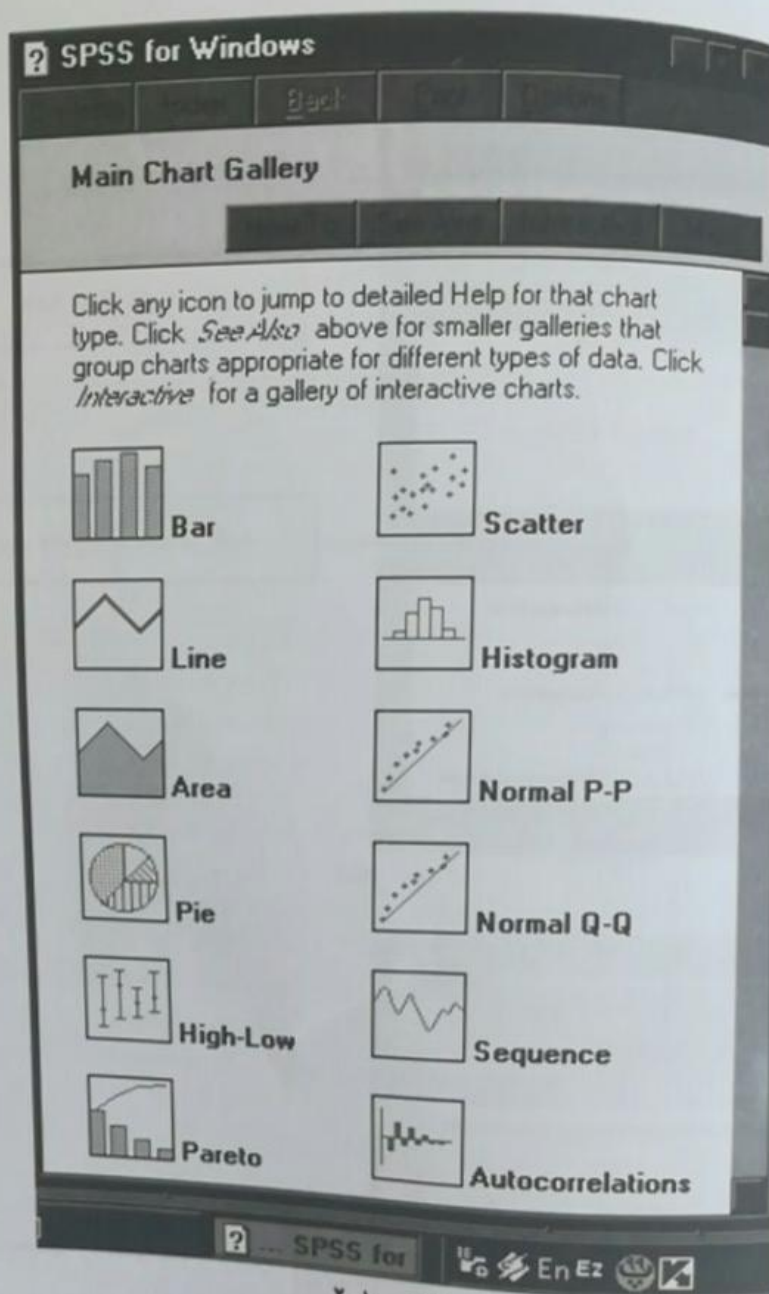 SPSS for Windows
Back
Main Chart Gallery
Click any icon to jump to detailed Help for that chart
type. Click See Also above for smaller galleries that
group charts appropriate for different types of data. Click
Interactive for a gallery of interactive charts.
Bar
Scatter
Line
Histogram
Area
Normal P-P
Pie
Normal Q-Q
High-Low
Sequence
Pareto
Autocorrelations
... SPSS for
En Ez